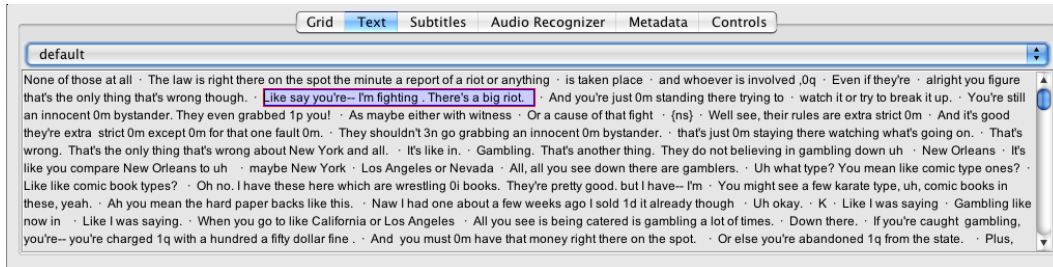 Grid Text Subtitles Audio Recognizer Metadata Controls
default
None of those at all · The law is right there on the spot the minute a report of a riot or anything · is taken place · and whoever is involved ,0q · Even if they're · alright you figure
that's the only thing that's wrong though. · Like say you're-- I'm fighting . There's a big riot. · And you're just 0m standing there trying to · watch it or try to break it up. · You're still
an innocent 0m bystander. They even grabbed 1p you! · As maybe either with witness · Or a cause of that fight · {ns} · Well see, their rules are extra strict 0m · And it's good
they're extra strict 0m except 0m for that one fault 0m. · They shouldn't 3n go grabbing an innocent 0m bystander. · that's just 0m staying there watching what's going on. · That's
wrong. That's the only thing that's wrong about New York and all. · It's like in. · Gambling. That's another thing. They do not believing in gambling down uh · New Orleans · It's
like you compare New Orleans to uh · maybe New York · Los Angeles or Nevada · All, all you see down there are gamblers. · Uh what type? You mean like comic type ones? ·
Like like comic book types? · Oh no. I have these here which are wrestling 0i books. They're pretty good. but I have-- I'm · You might see a few karate type, uh, comic books in
these, yeah. · Ah you mean the hard paper backs like this. · Naw I had one about a few weeks ago I sold 1d it already though · Uh okay. · K · Like I was saying · Gambling like
now in · Like I was saying. · When you go to like California or Los Angeles · All you see is being catered is gambling a lot of times. · Down there. · If you're caught gambling,
you're-- you're charged 1q with a hundred a fifty dollar fine . · And you must 0m have that money right there on the spot. · Or else you're abandoned 1q from the state. · Plus,